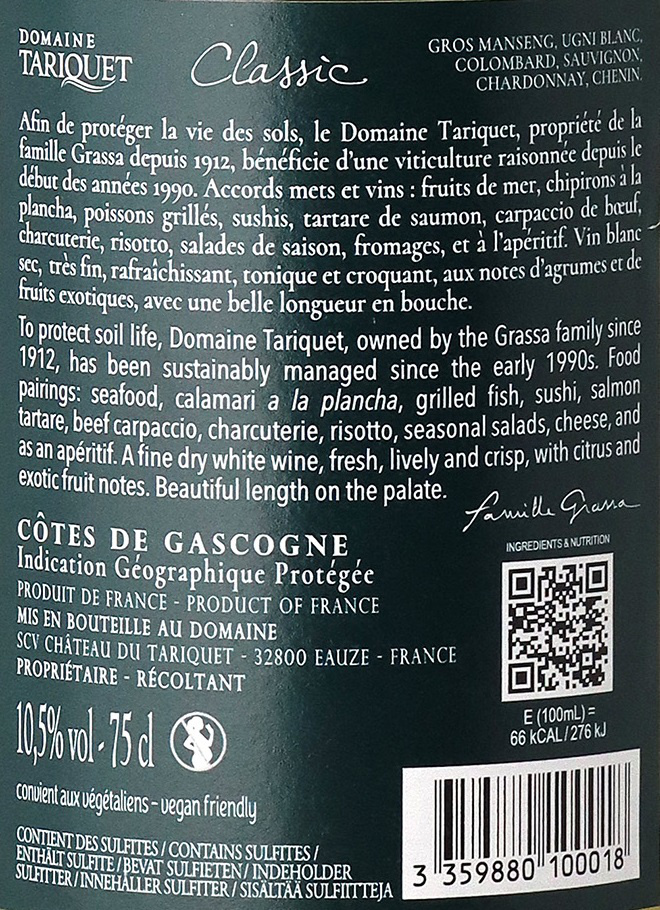 DOMAINE
TARIQUET
Classic
GROS MANSENG, UGNI BLANC,
COLOMBARD, SAUVIGNON,
CHARDONNAY, CHENIN.
Afin de protéger la vie des sols, le Domaine Tariquet, propriété de la
famille Grassa depuis 1912, bénéficie d'une viticulture raisonnée depuis le
début des années 1990. Accords mets et vins : fruits de mer, chipirons à la
plancha, poissons grillés, sushis, tartare de saumon, carpaccio de bœuf,
charcuterie, risotto, salades de saison, fromages, et à l'apéritif. Vin blanc
sec, très fin, rafraîchissant, tonique et croquant, aux notes d'agrumes et de
fruits exotiques, avec une belle longueur en bouche.
To protect soil life, Domaine Tariquet, owned by the Grassa family since
1912, has been sustainably managed since the early 1990s. Food
pairings: seafood, calamari a la plancha, grilled fish, sushi, salmon
tartare, beef carpaccio, charcuterie, risotto, seasonal salads, cheese, and
as an apéritif. A fine dry white wine, fresh, lively and crisp, with citrus and
exotic fruit notes. Beautiful length on the palate.
Famille Grassa
CÔTES DE GASCOGNE
Indication Géographique Protégée
PRODUIT DE FRANCE - PRODUCT OF FRANCE
MIS EN BOUTEILLE AU DOMAINE
SCV CHÂTEAU DU TARIQUET - 32800 EAUZE - FRANCE
PROPRIÉTAIRE - RÉCOLTANT
INGREDIENTS & NUTRITION
E (100mL) =
66 kCAL / 276 kJ
10,5% vol - 75 cl
convient aux végétaliens - vegan friendly
CONTIENT DES SULFITES / CONTAINS SULFITES /
ENTHÄLT SULFITE / BEVAT SULFIETEN / INDEHOLDER
SULFITTER / INNEHÅLLER SULFITER / SISÄLTÄÄ SULFIITTEJA
3 359880 100018